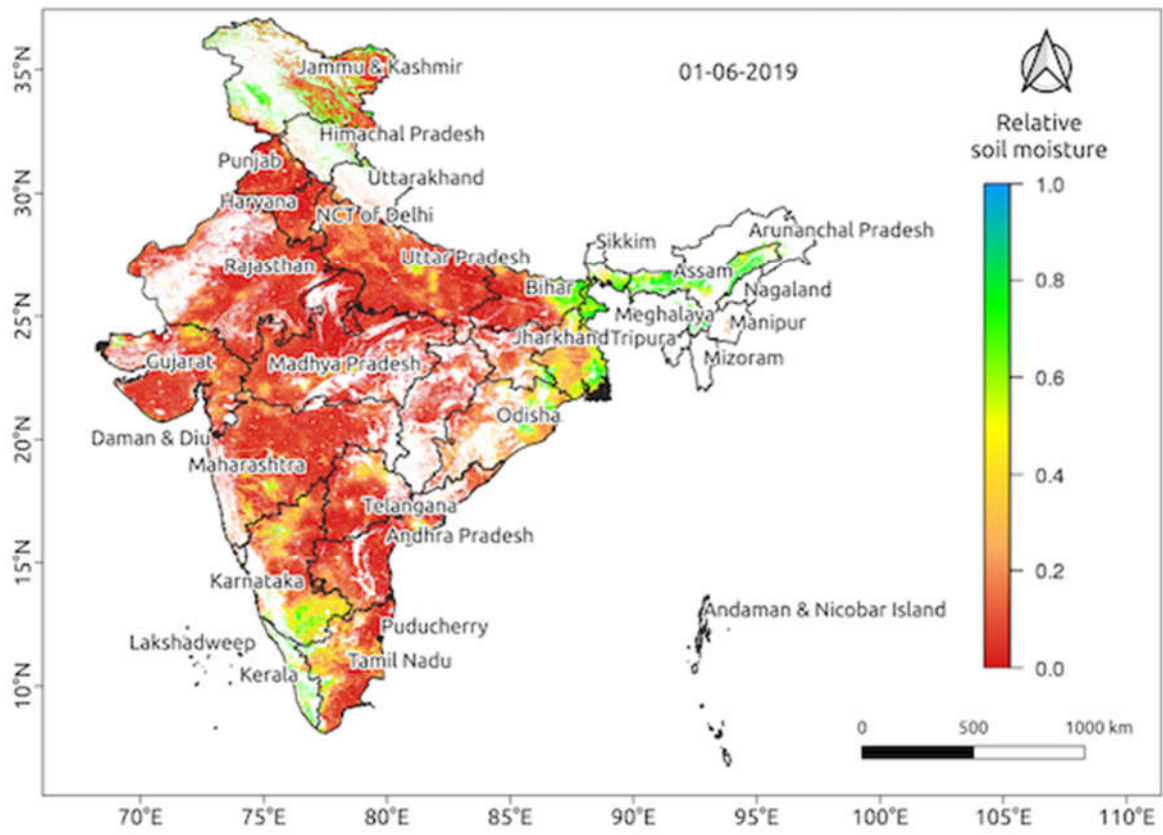 01-06-2019
Relative
soil moisture
1.0
0.8
0.6
0.4
0.2
0.0
Jammu & Kashmir
Himachal Pradesh
Punjab
Uttarakhand
Haryana
NCT of Delhi
Sikkim
Arunanchal Pradesh
Uttar Pradesh
Rajasthan
Assam
Bihar
Nagaland
Meghalaya
Manipur
Jharkhand
Tripura
Gujarat
Madhya Pradesh
Mizoram
Odisha
Daman & Diu
Maharashtra
Telangana
Andhra Pradesh
Karnataka
Andaman & Nicobar Island
Puducherry
Lakshadweep
Tamil Nadu
Kerala
0 500 1000 km
35°N
30°N
25°N
20°N
15°N
10°N
70°E 75°E 80°E 85°E 90°E 95°E 100°E 105°E 110°E